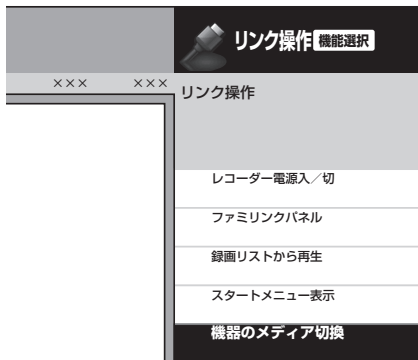 リンク操作 機能選択
××× ×××
リンク操作
レコーダー電源入／切
ファミリンクパネル
録画リストから再生
スタートメニュー表示
機器のメディア切換